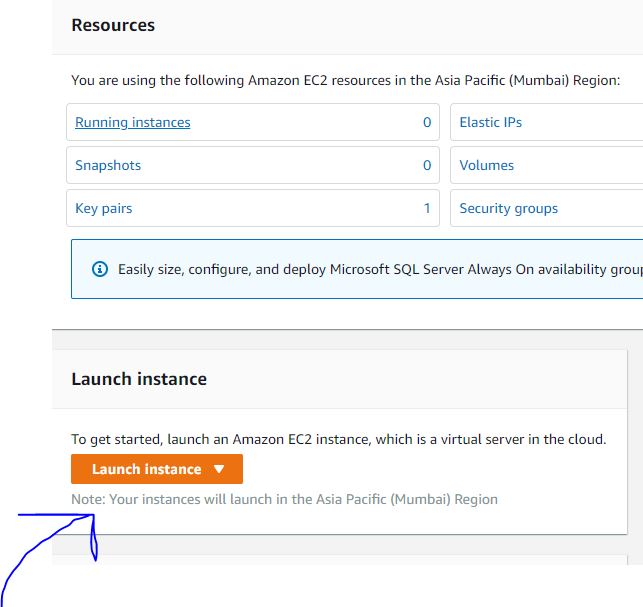 Resources
You are using the following Amazon EC2 resources in the Asia Pacific (Mumbai) Region:
Running instances 0 Elastic IPs
Snapshots 0 Volumes
Key pairs 1 Security groups
Easily size, configure, and deploy Microsoft SQL Server Always On availability
Launch instance
To get started, launch an Amazon EC2 instance, which is a virtual server in the cloud.
Launch instance
Note: Your instances will launch in the Asia Pacific (Mumbai) Region